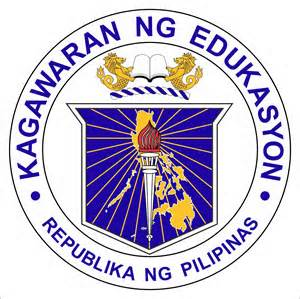 KAGAWARAN NG EDUKASYON
REPUBLIKA NG PILIPINAS